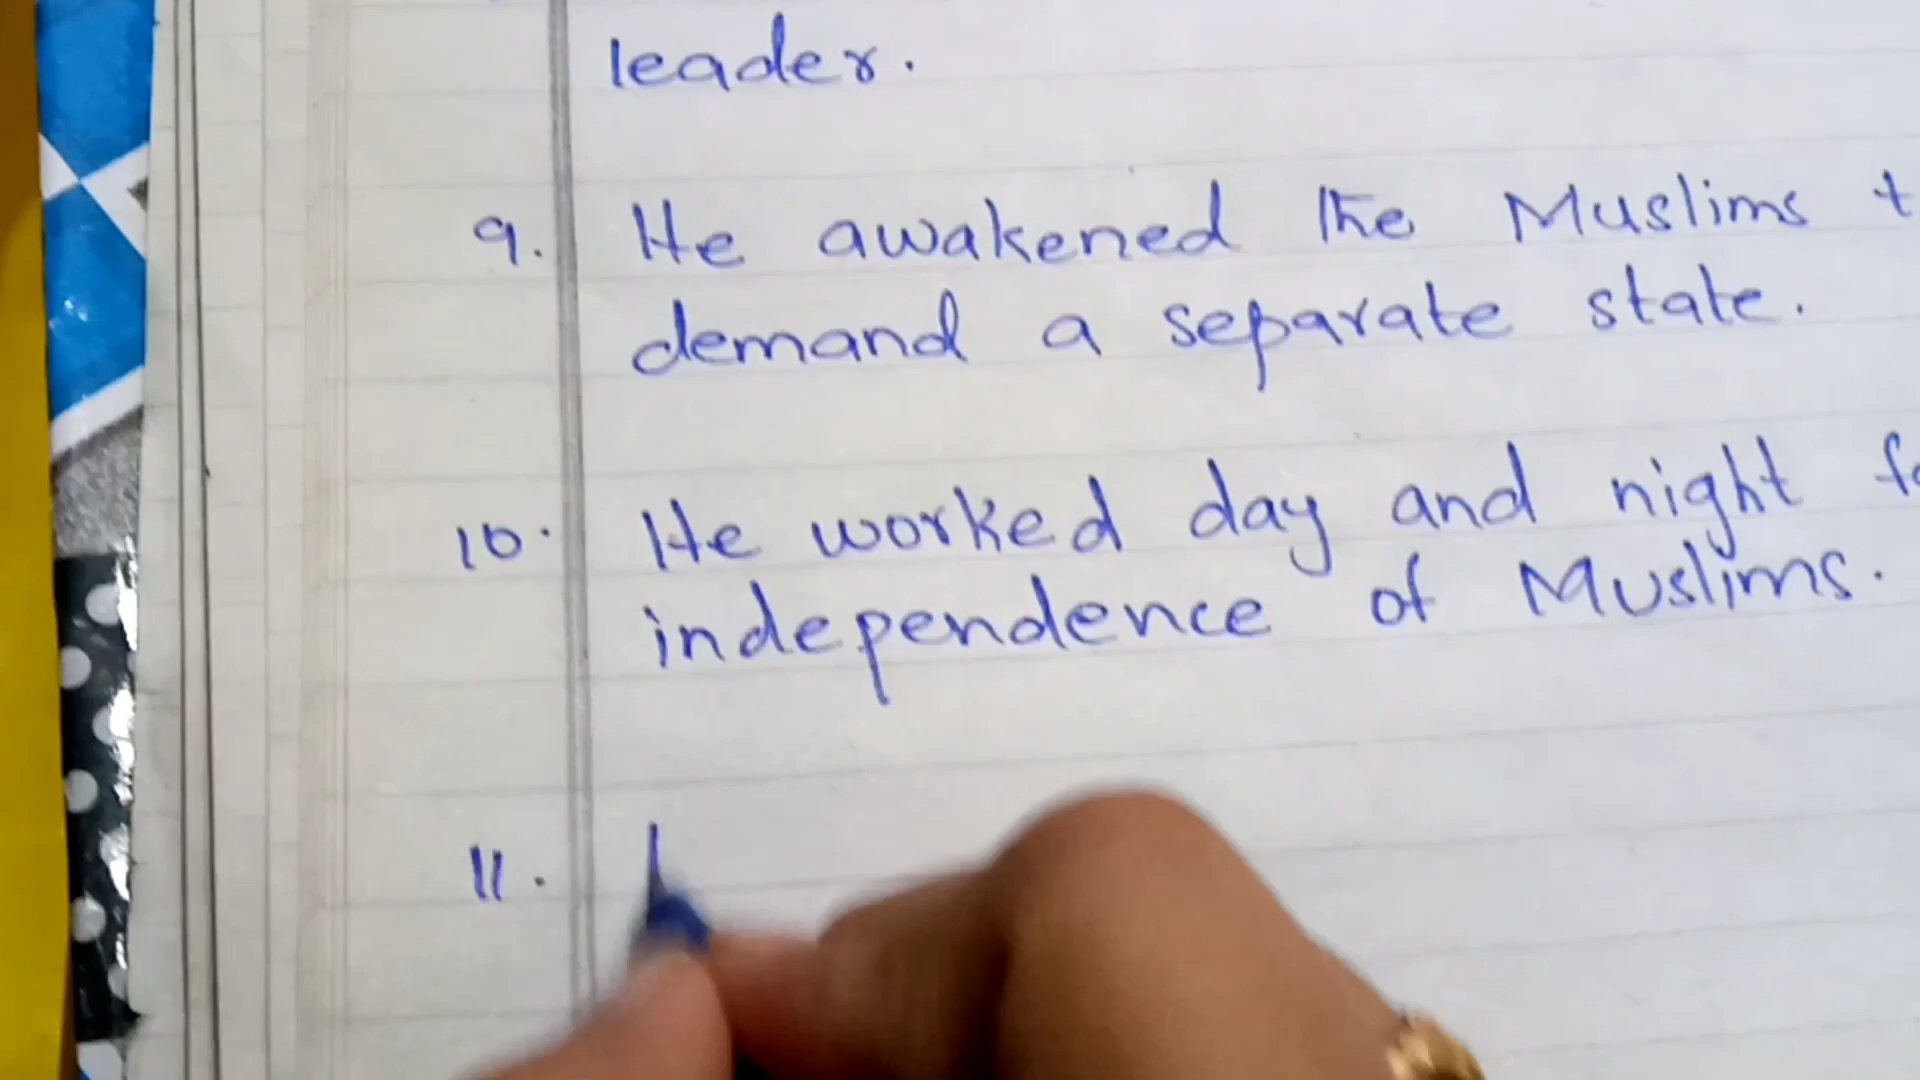 leader.
9. He awakened the Muslims
demand a separate state.
10. He worked day and night
independence of Muslims.
11.